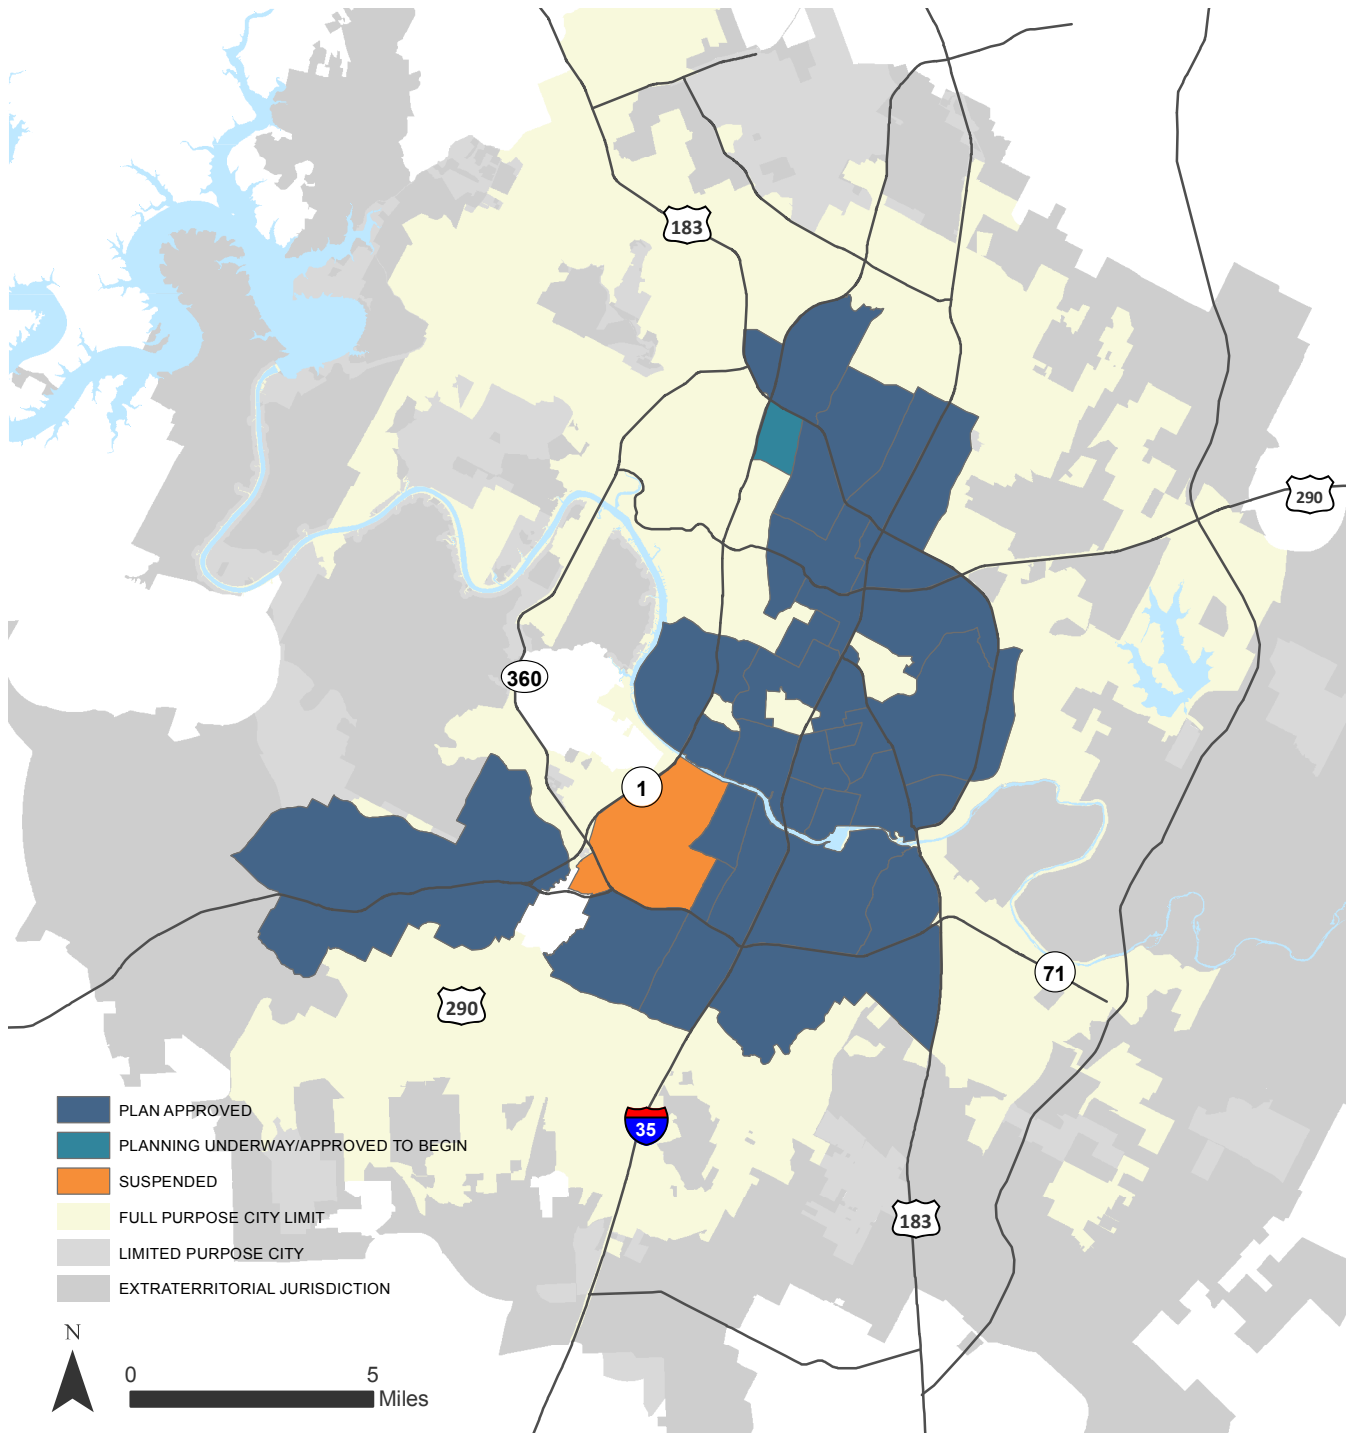 183
290
360
1
71
290
35
183
PLAN APPROVED
PLANNING UNDERWAY/APPROVED TO BEGIN
SUSPENDED
FULL PURPOSE CITY LIMIT
LIMITED PURPOSE CITY
EXTRATERRITORIAL JURISDICTION
N
0 5
Miles